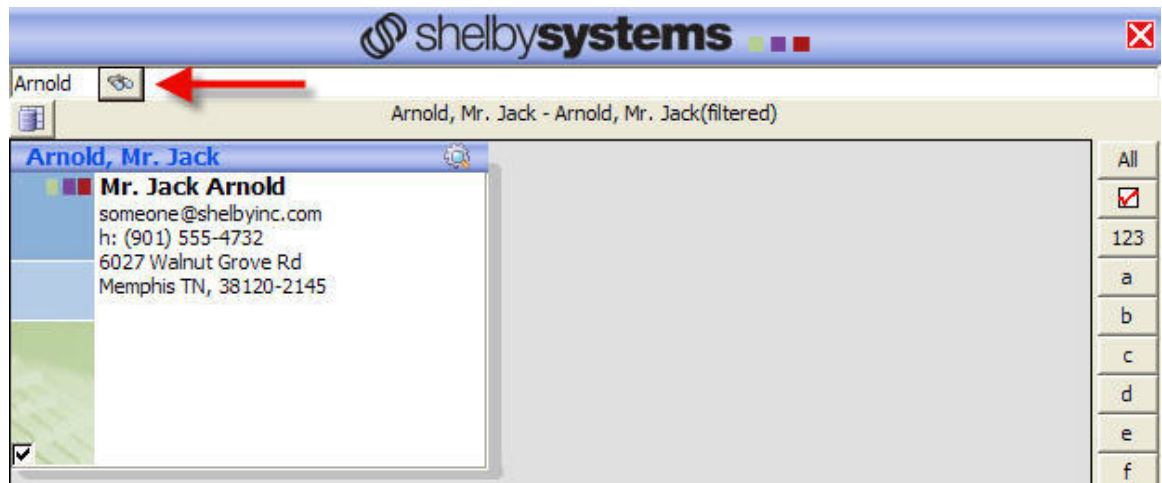 shelbysystems
Arnold
Arnold, Mr. Jack - Arnold, Mr. Jack(filtered)
Arnold, Mr. Jack
Mr. Jack Arnold
someone@shelbyinc.com
h: (901) 555-4732
6027 Walnut Grove Rd
Memphis TN, 38120-2145
All
123
a
b
c
d
e
f